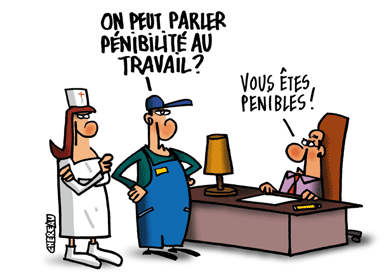 ON PEUT PARLER
PÉNIBILITÉ AU
TRAVAIL ?
VOUS ÊTES
PENIBLES !